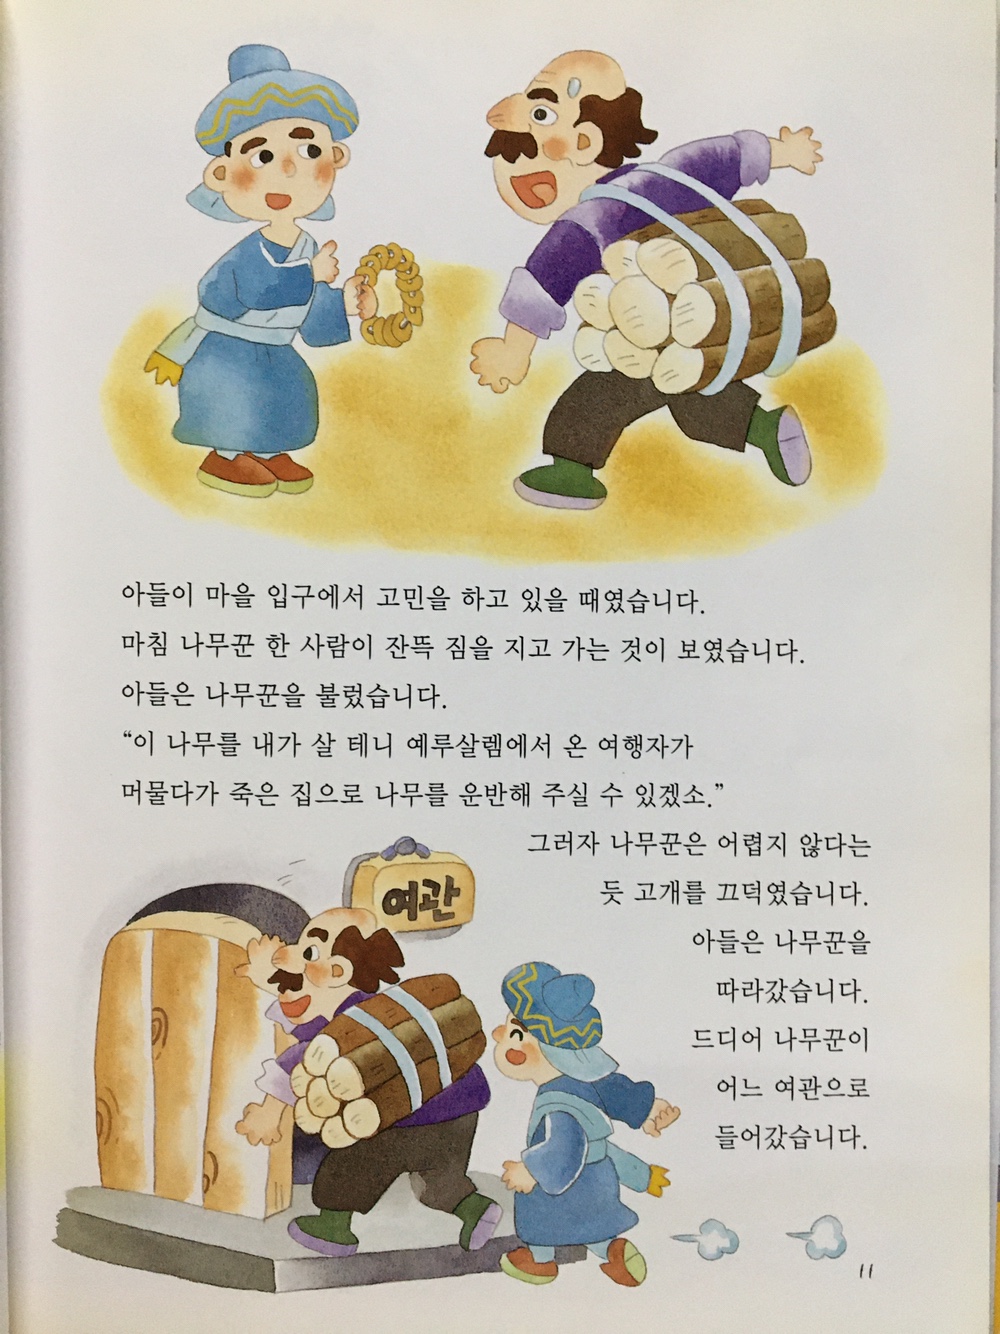 아들이 마을 입구에서 고민을 하고 있을 때였습니다.
마침 나무꾼 한 사람이 잔뜩 짐을 지고 가는 것이 보였습니다.
아들은 나무꾼을 불렀습니다.
“이 나무를 내가 살 테니 예루살렘에서 온 여행자가
머물다가 죽은 집으로 나무를 운반해 주실 수 있겠소.”
그러자 나무꾼은 어렵지 않다는
듯 고개를 끄덕였습니다.
여관
아들은 나무꾼을
따라갔습니다.
드디어 나무꾼이
어느 여관으로
들어갔습니다.
11